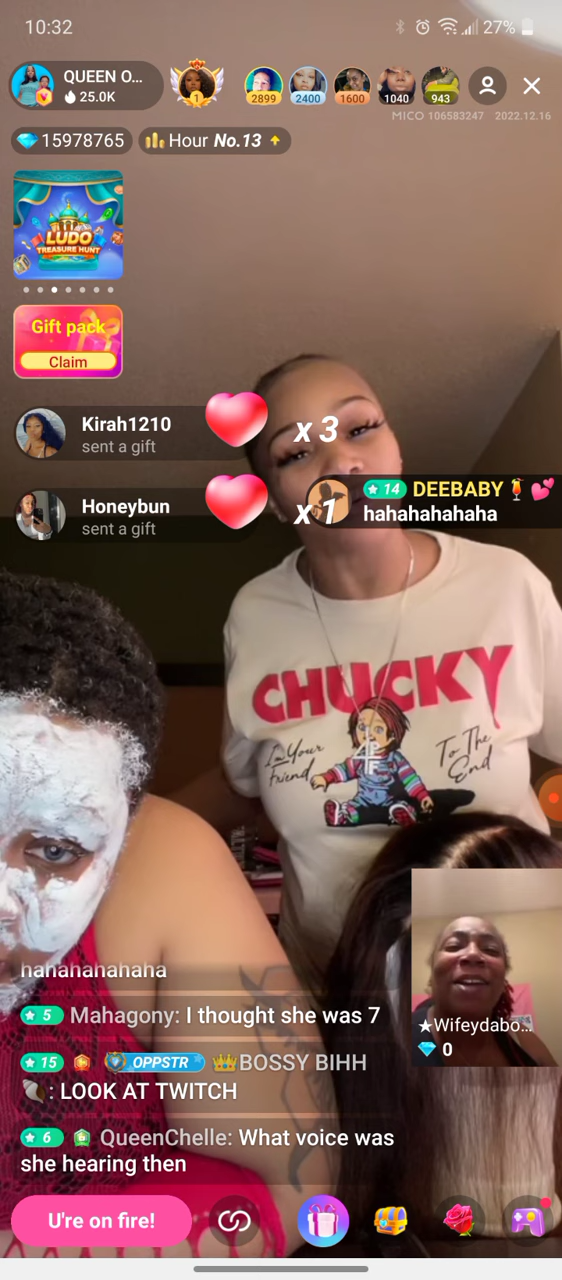 10:32
27%
QUEEN O...
25.0K
1
2899
2400
1600
1040
943
MICO 106583247 2022.12.16
15978765
Hour No.13
LUDO
TREASURE HUNT
Gift pack
Claim
Kirah1210
sent a gift
x 3
Honeybun
sent a gift
x 1
14 DEEBABY🍹💕
hahahahahaha
CHUCKY
I'm Your
Friend
To The
End
hahahahahaha
5 Mahagony: I thought she was 7
15 OPPSTR 👑BOSSY BIHH
🐚: LOOK AT TWITCH
6 QueenChelle: What voice was
she hearing then
★Wifeydabo...
0
U're on fire!